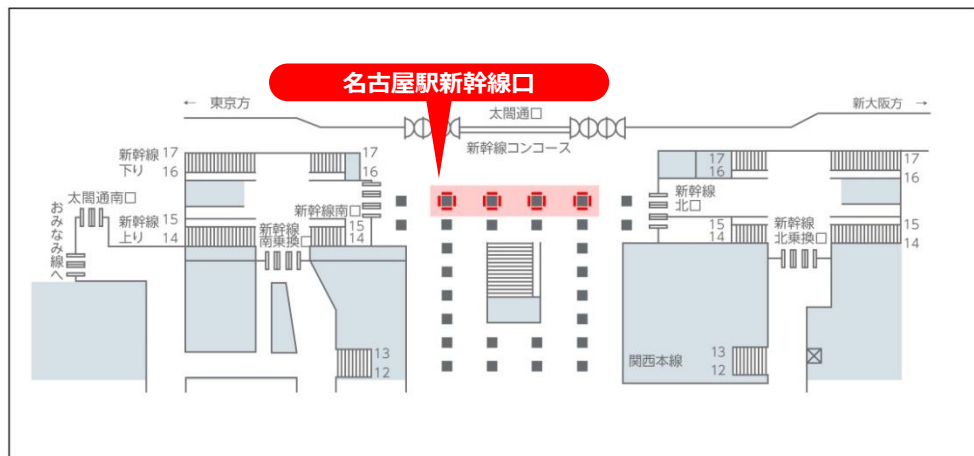 名古屋駅新幹線口
← 東京方
太閤通口
新大阪方 →
新幹線コンコース
新幹線
下り
17
16
17
16
太閤通南口
おみなみ線へ
新幹線
上り
15
14
新幹線南口
15
14
新幹線
南乗換口
13
12
17
16
新幹線
北口
15
14
17
16
15
14
新幹線
北乗換口
関西本線
13
12